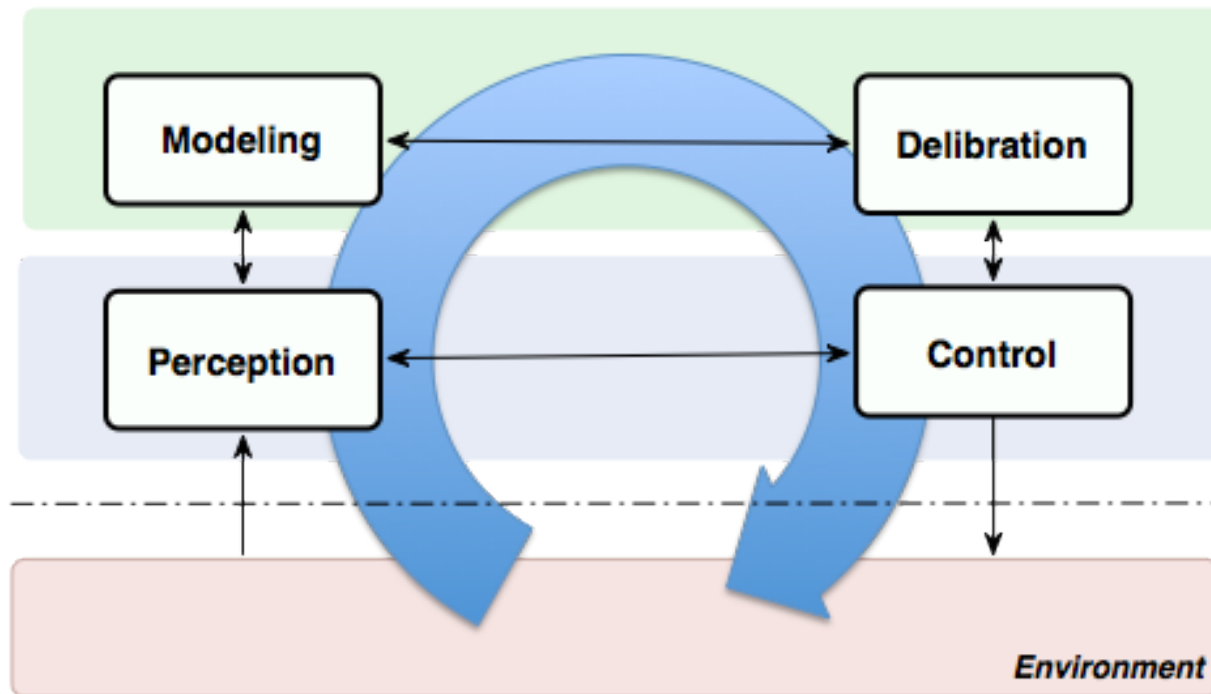 Modeling
Delibration
Perception
Control
Environment